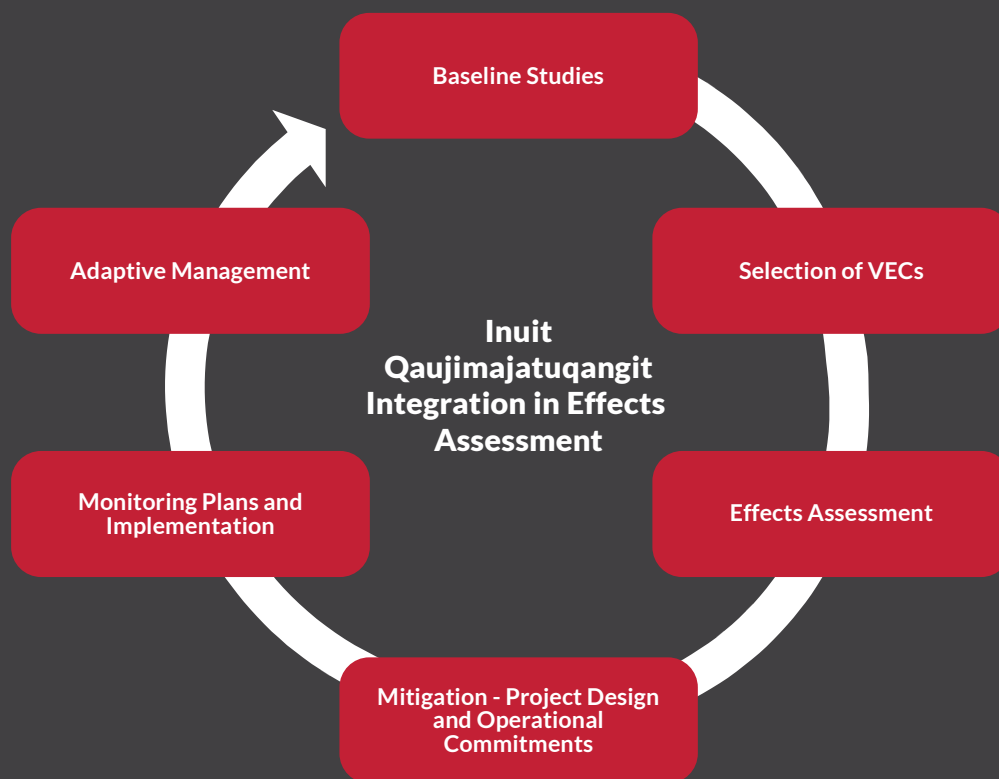 Baseline Studies
Selection of VECs
Effects Assessment
Mitigation - Project Design
and Operational
Commitments
Monitoring Plans and
Implementation
Adaptive Management
Inuit
Qaujimajatuqangit
Integration in Effects
Assessment